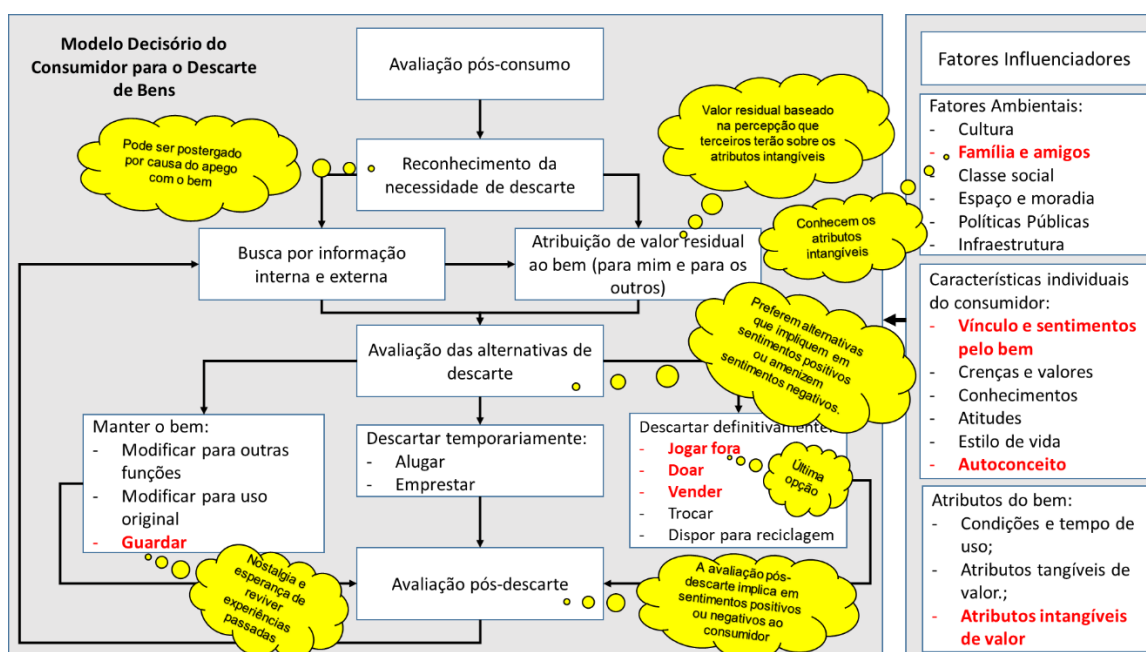 Modelo Decisório do
Consumidor para o Descarte
de Bens
Avaliação pós-consumo
Pode ser postergado
por causa do apego
com o bem
Reconhecimento da
necessidade de descarte
Valor residual baseado
na percepção que
terceiros terão sobre os
atributos intangíveis
Busca por informação
interna e externa
Atribuição de valor residual
ao bem (para mim e para os
outros)
Conhecem os
atributos
intangíveis
Avaliação das alternativas de
descarte
Preferem alternativas
que impliquem em
sentimentos positivos
ou amenizem
sentimentos negativos.
Manter o bem:
- Modificar para outras
funções
- Modificar para uso
original
- Guardar
Descartar temporariamente:
- Alugar
- Emprestar
Descartar definitivamente:
- Jogar fora
- Doar
- Vender
- Trocar
- Dispor para reciclagem
Última
opção
Nostalgia e
esperança de
reviver
experiências
passadas
Avaliação pós-descarte
A avaliação pós-
descarte implica em
sentimentos positivos
ou negativos ao
consumidor
Fatores Influenciadores
Fatores Ambientais:
- Cultura
- Família e amigos
- Classe social
- Espaço e moradia
- Políticas Públicas
- Infraestrutura
Características individuais
do consumidor:
- Vínculo e sentimentos
pelo bem
- Crenças e valores
- Conhecimentos
- Atitudes
- Estilo de vida
- Autoconceito
Atributos do bem:
- Condições e tempo de
uso;
- Atributos tangíveis de
valor.;
- Atributos intangíveis
de valor